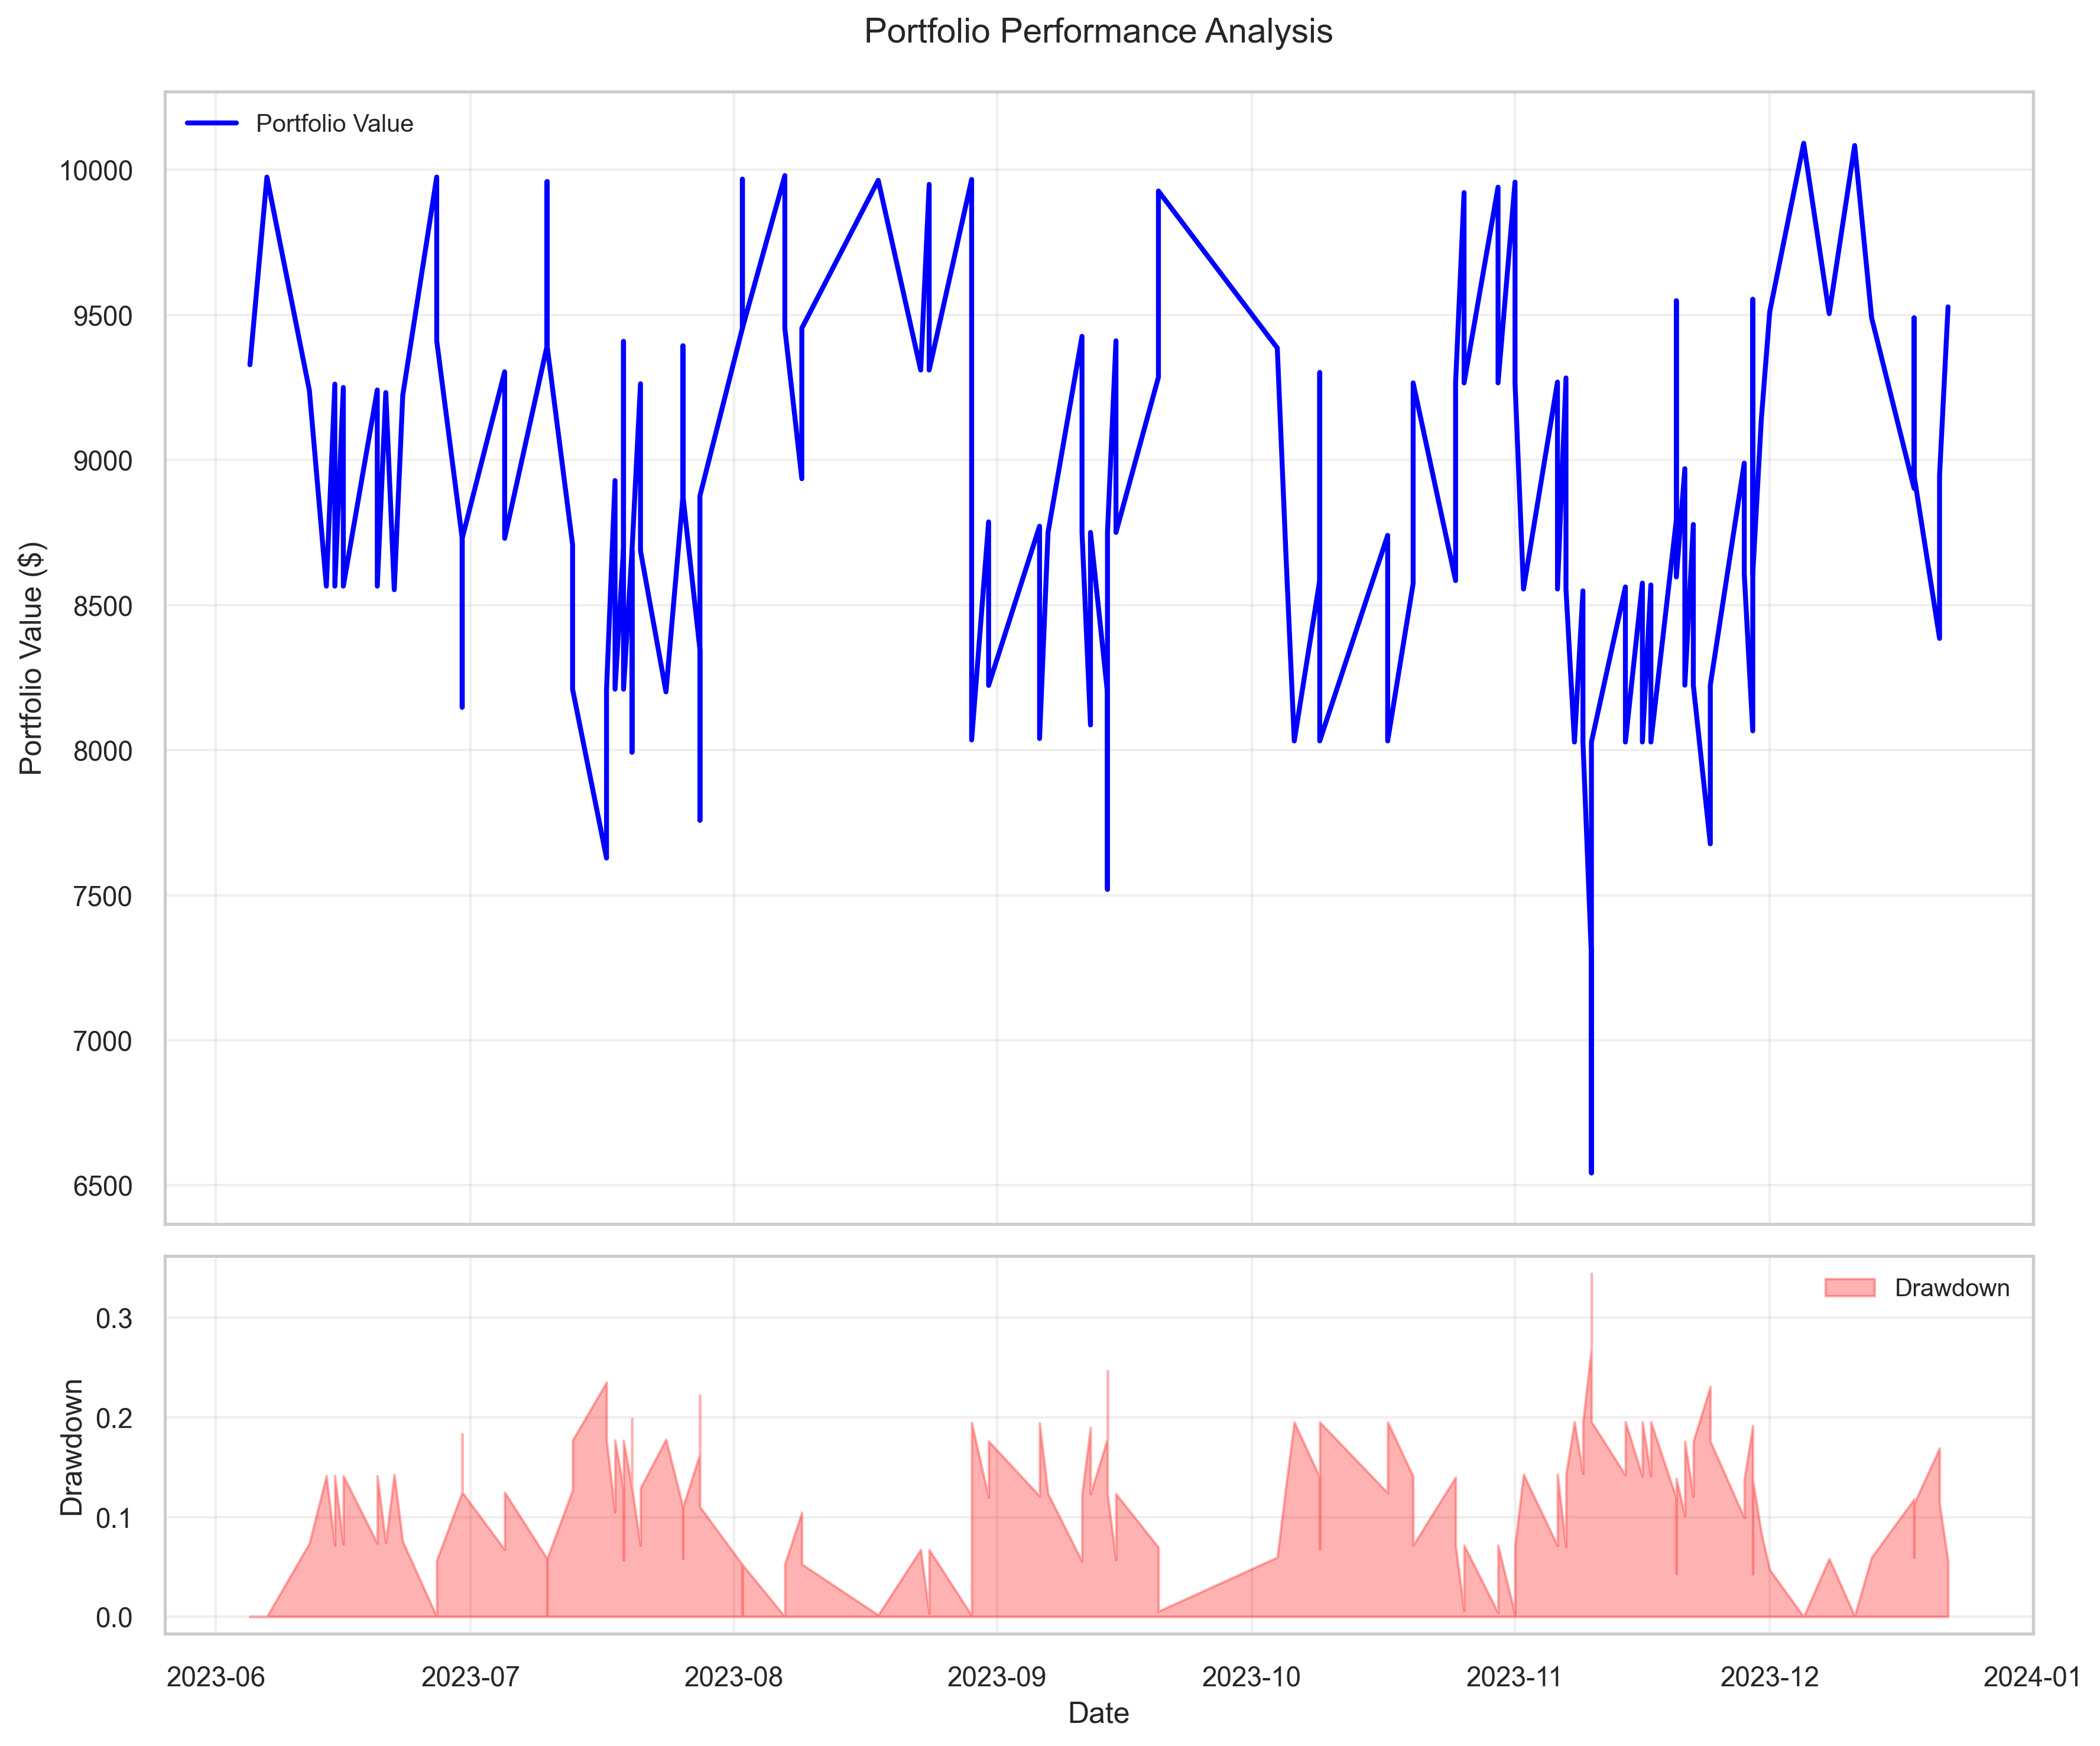 Portfolio Performance Analysis
Portfolio Value
10000
9500
9000
8500
8000
7500
7000
6500
Portfolio Value ($)
Drawdown
0.3
0.2
0.1
0.0
Drawdown
2023-06 2023-07 2023-08 2023-09 2023-10 2023-11 2023-12 2024-01
Date